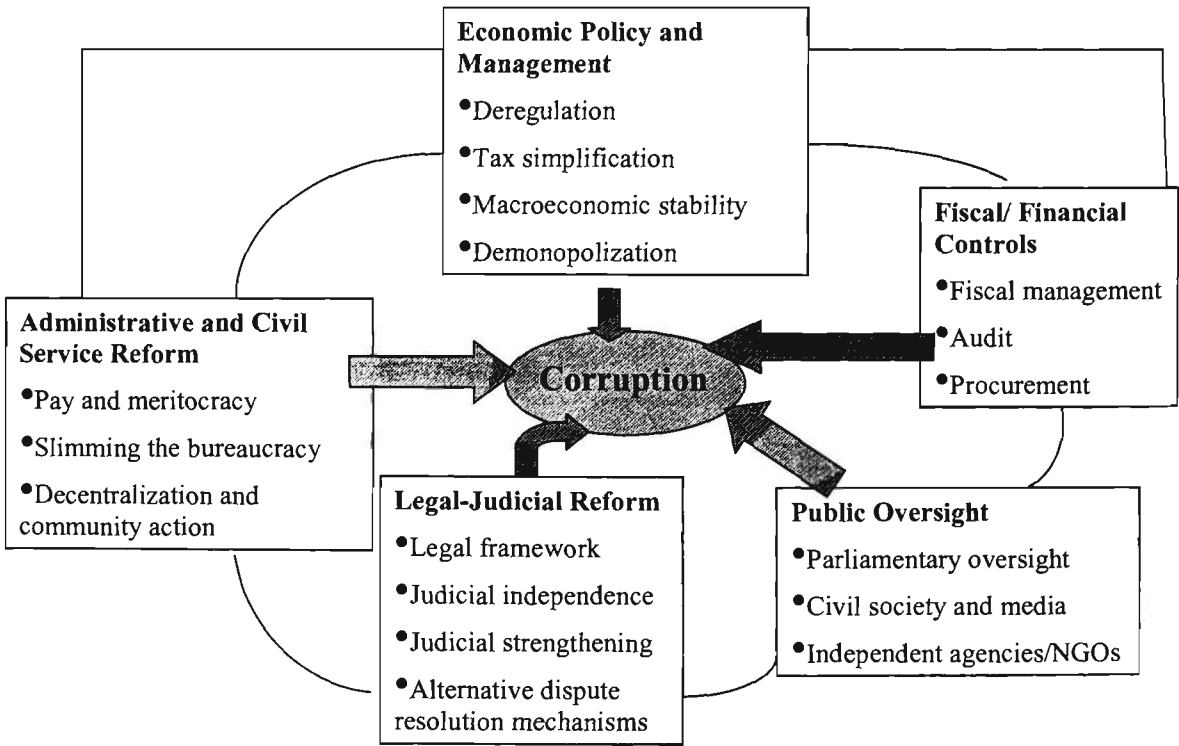 Economic Policy and
Management
•Deregulation
•Tax simplification
•Macroeconomic stability
•Demonopolization
Fiscal/ Financial
Controls
•Fiscal management
•Audit
•Procurement
Administrative and Civil
Service Reform
•Pay and meritocracy
•Slimming the bureaucracy
•Decentralization and
community action
Corruption
Legal-Judicial Reform
•Legal framework
•Judicial independence
•Judicial strengthening
•Alternative dispute
resolution mechanisms
Public Oversight
•Parliamentary oversight
•Civil society and media
•Independent agencies/NGOs